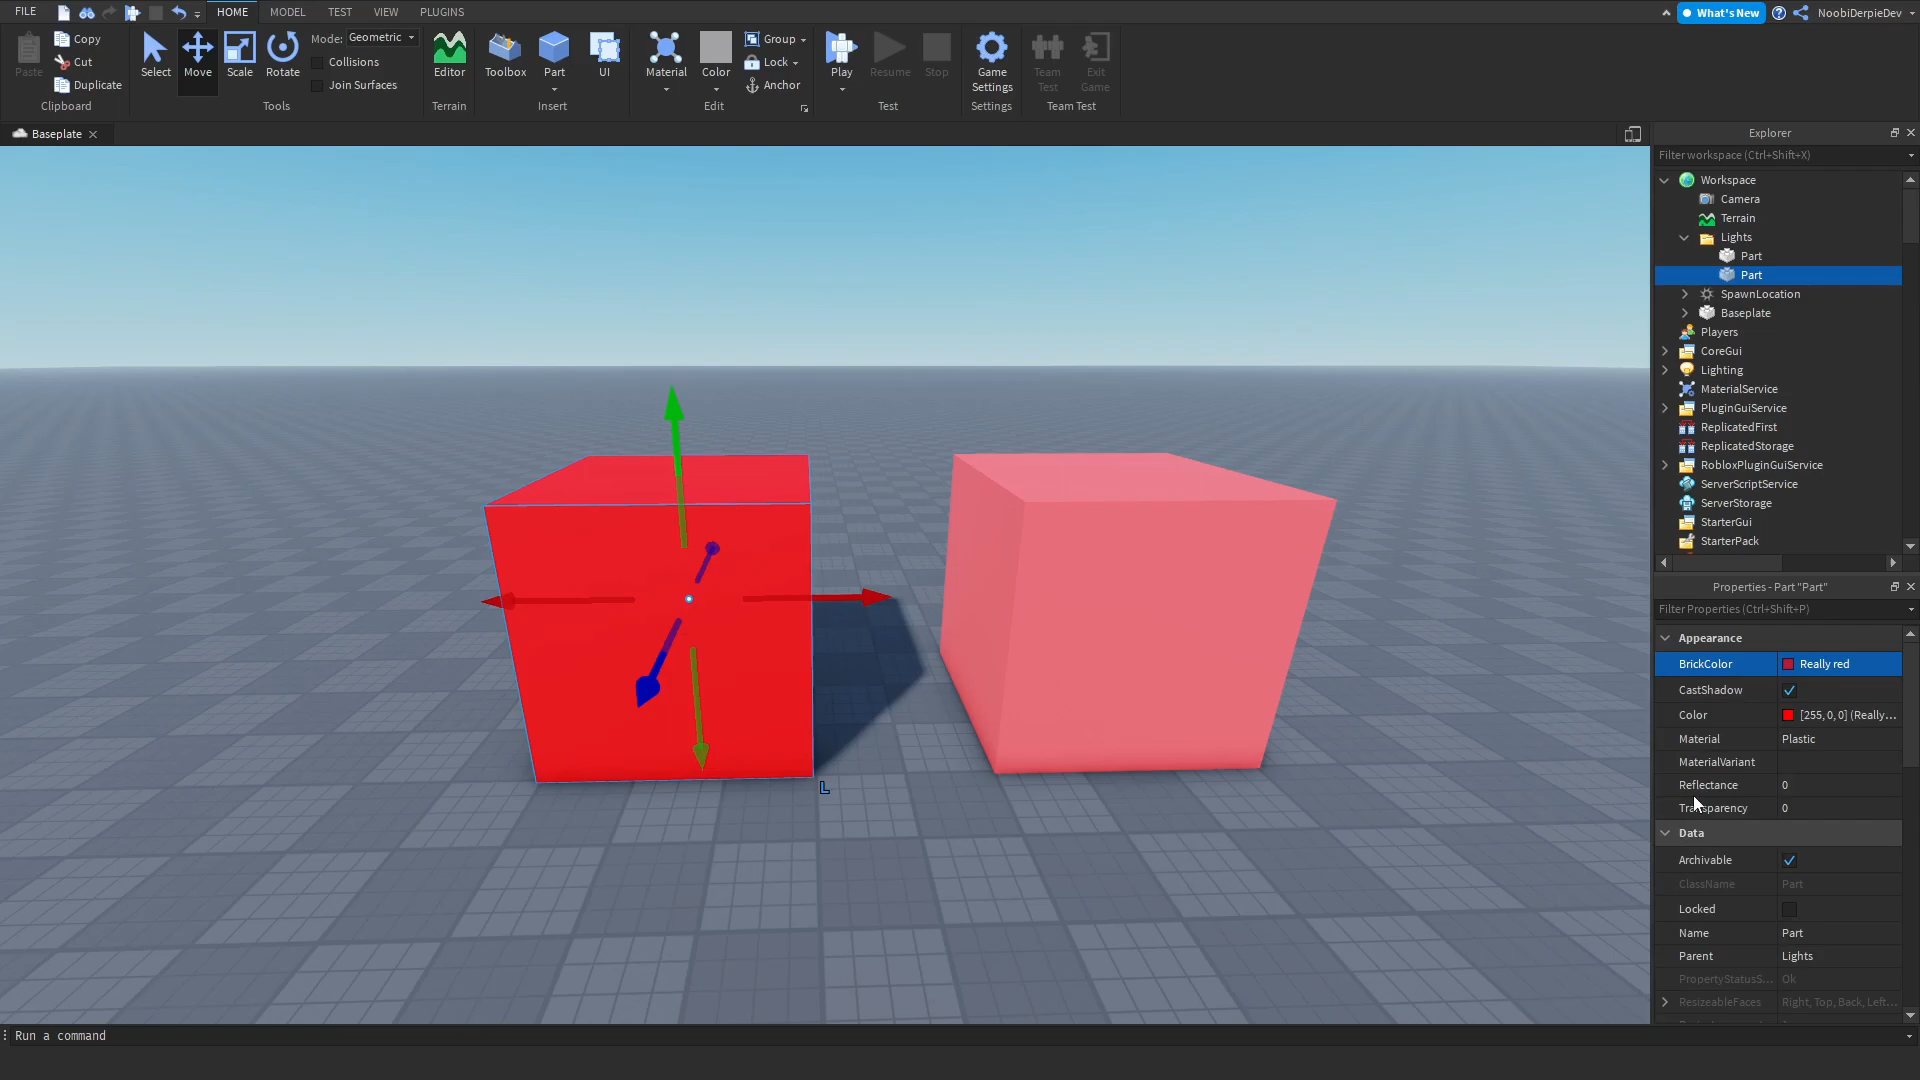 FILE HOME MODEL TEST VIEW PLUGINS What's New NoobiDerpieDev
Paste Copy Cut Duplicate Clipboard
Select Move Scale Rotate Mode: Geometric Collisions Join Surfaces Tools
Editor Terrain
Toolbox Part UI Insert
Material Color Group Lock Anchor Edit
Play Resume Stop Test
Game Settings Settings
Team Test Exit Game Team Test
Baseplate
Explorer
Filter workspace (Ctrl+Shift+X)
Workspace
Camera
Terrain
Lights
Part
Part
SpawnLocation
Baseplate
Players
CoreGui
Lighting
MaterialService
PluginGuiService
ReplicatedFirst
ReplicatedStorage
RobloxPluginGuiService
ServerScriptService
ServerStorage
StarterGui
StarterPack
Properties - Part "Part"
Filter Properties (Ctrl+Shift+P)
Appearance
BrickColor Really red
CastShadow
Color [255, 0, 0] (Really...
Material Plastic
MaterialVariant
Reflectance 0
Transparency 0
Data
Archivable
ClassName Part
Locked
Name Part
Parent Lights
PropertyStatusS... Ok
ResizeableFaces Right, Top, Back, Left...
L
Run a command